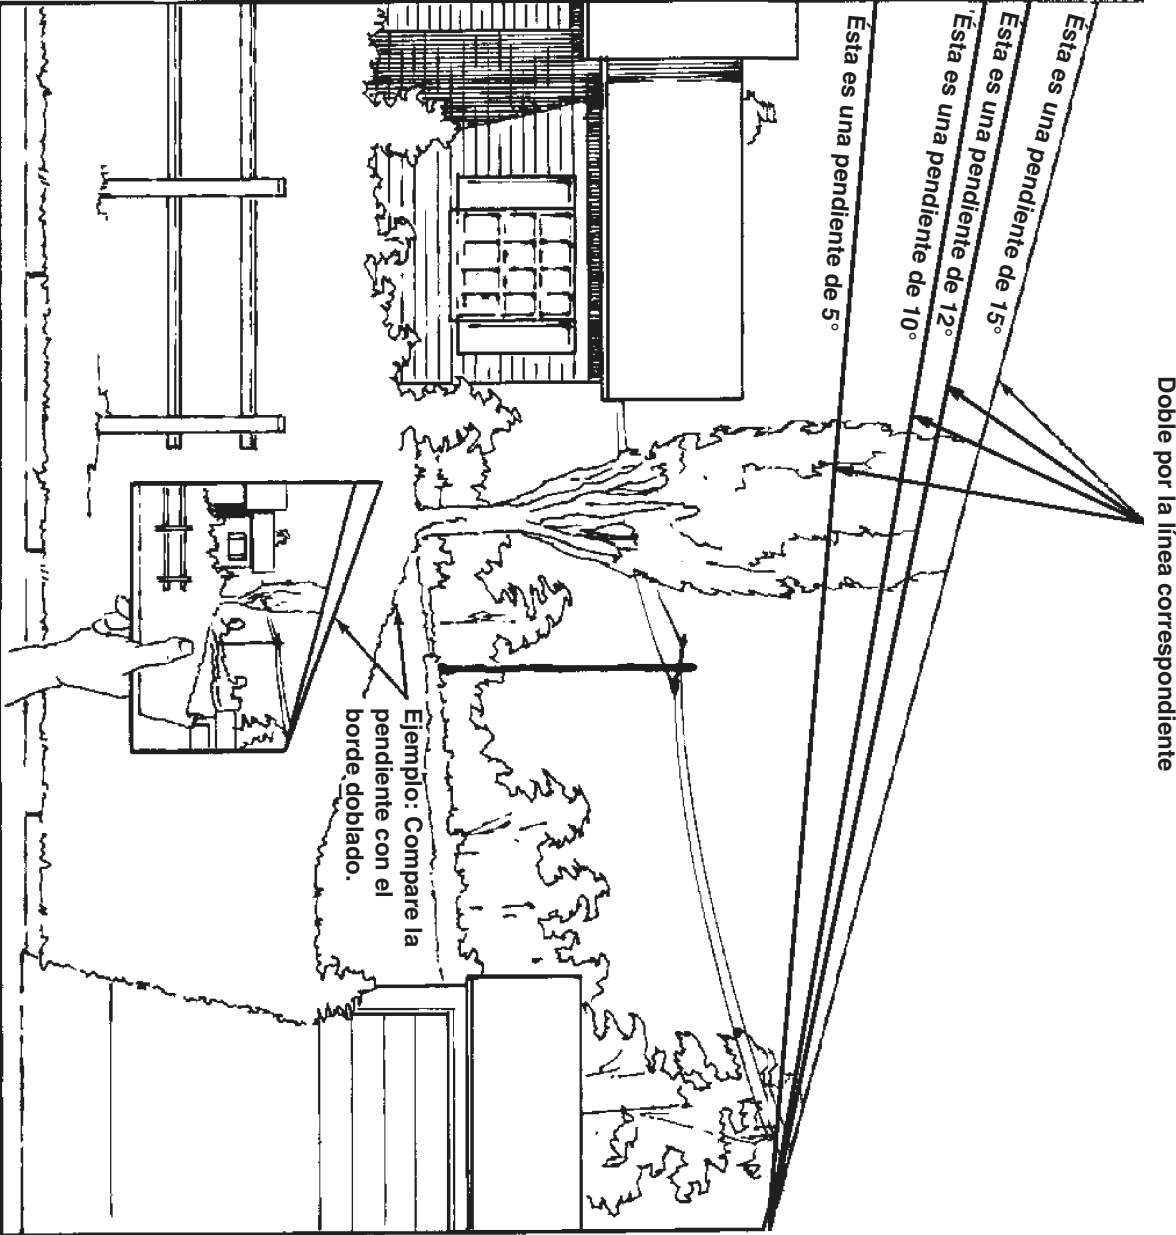 Doble por la línea correspondiente
Ésta es una pendiente de 15°
Ésta es una pendiente de 12°
Ésta es una pendiente de 10°
Ésta es una pendiente de 5°
Ejemplo: Compare la
pendiente con el
borde doblado.